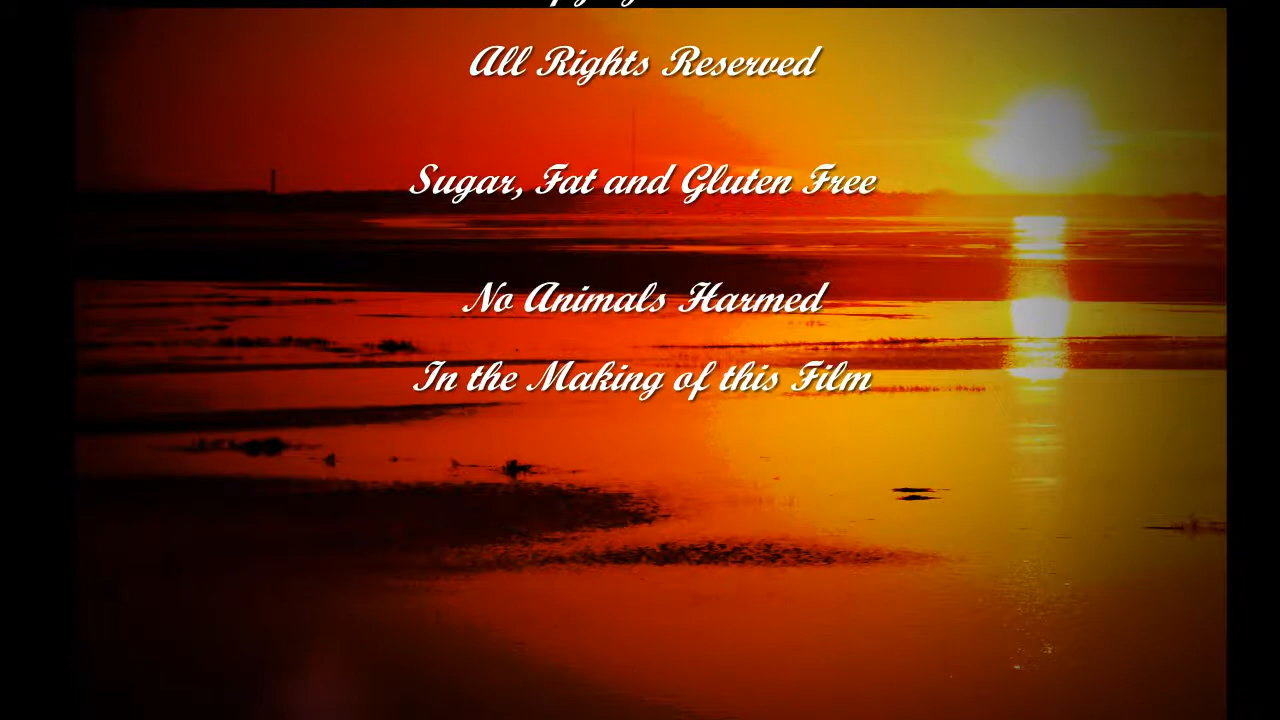 All Rights Reserved
Sugar, Fat and Gluten Free
No Animals Harmed
In the Making of this Film